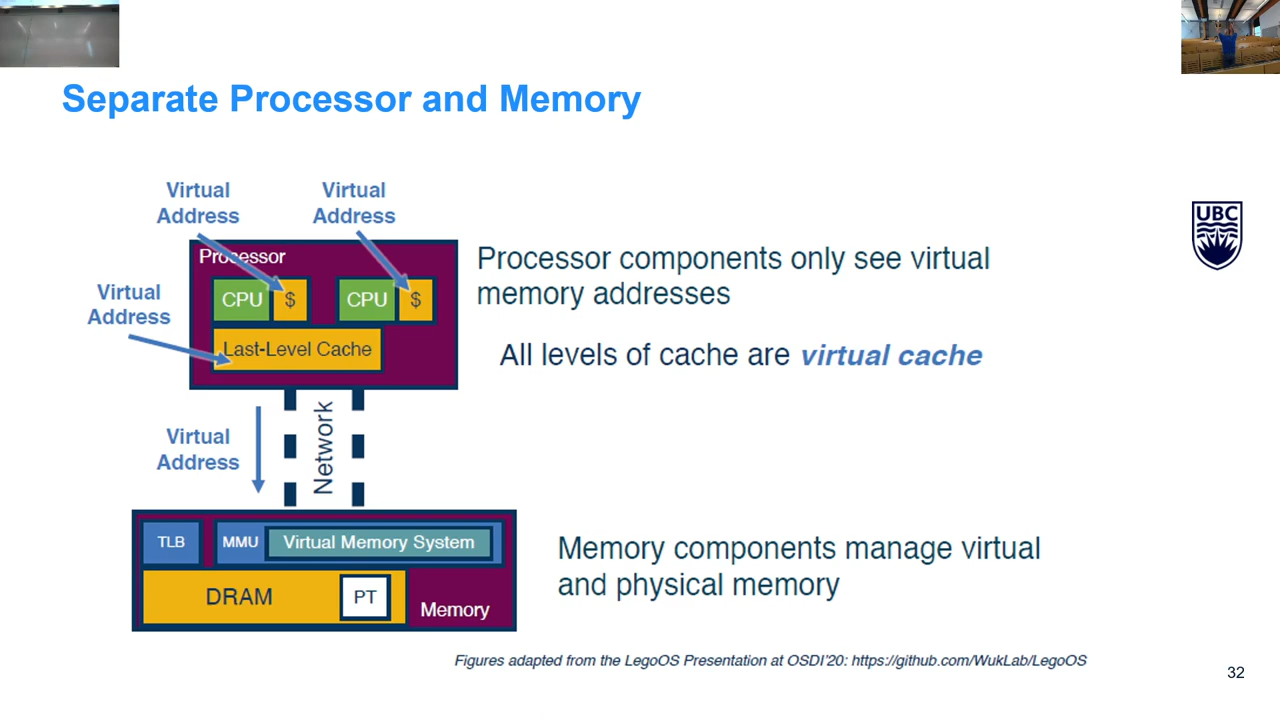 Separate Processor and Memory
Virtual
Address
Virtual
Address
Processor
CPU $
CPU $
Last-Level Cache
Virtual
Address
Processor components only see virtual
memory addresses
All levels of cache are virtual cache
UBC
Virtual
Address
Network
TLB
MMU
Virtual Memory System
DRAM
PT
Memory
Memory components manage virtual
and physical memory
Figures adapted from the LegoOS Presentation at OSDI'20: https://github.com/WukLab/LegoOS
32